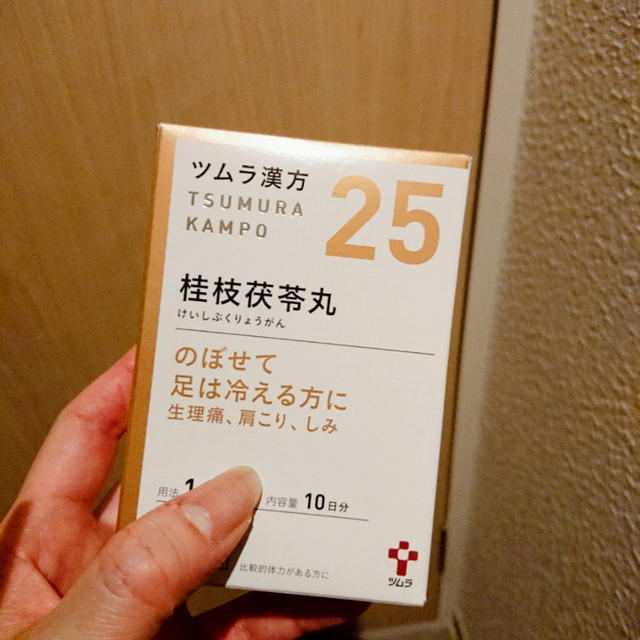 ツムラ漢方
TSUMURA
KAMPO
25
桂枝茯苓丸
けいしぶくりょうがん
のぼせて
足は冷える方に
生理痛、肩こり、しみ
用法 1
内容量 10日分
比較的体力がある方に
ツムラ